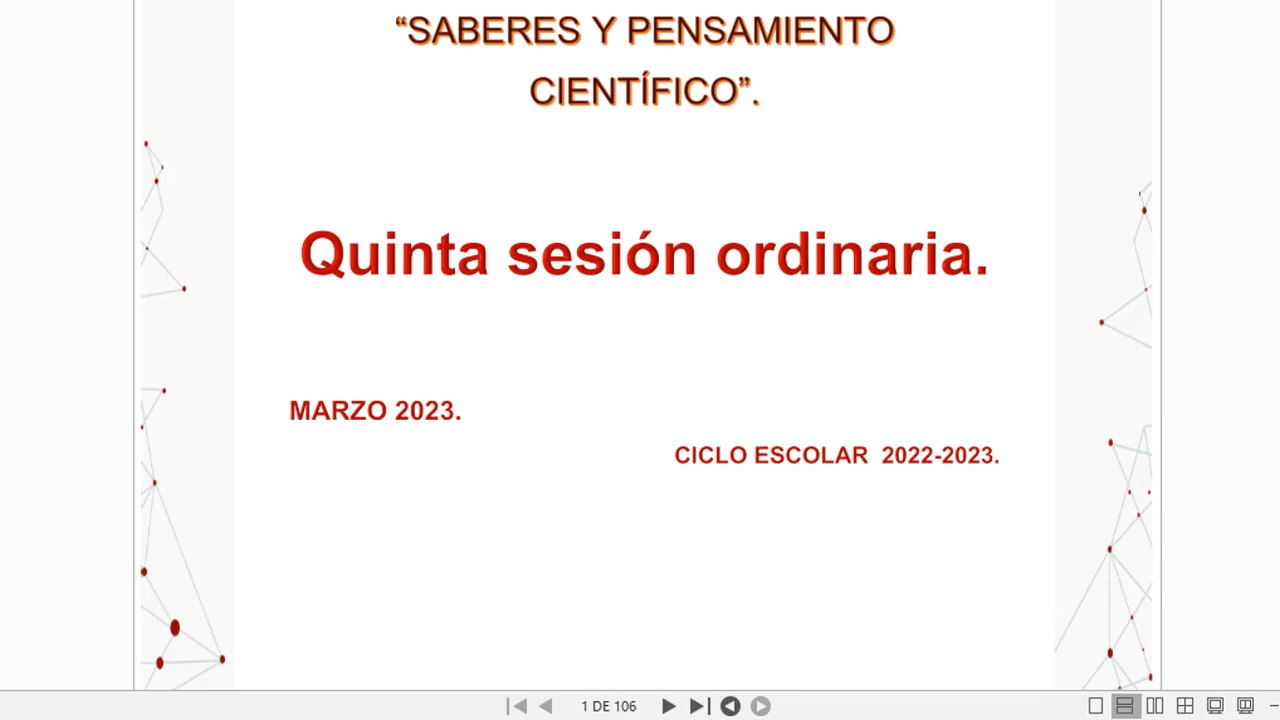 “SABERES Y PENSAMIENTO
CIENTÍFICO”.
Quinta sesión ordinaria.
MARZO 2023.
CICLO ESCOLAR  2022-2023.
1 DE 106